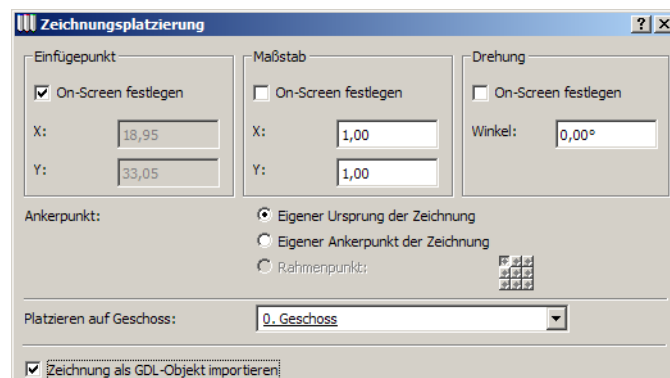 Zeichnungsplatzierung
Einfügepunkt
On-Screen festlegen
X: 18,95
Y: 33,05
Maßstab
On-Screen festlegen
X: 1,00
Y: 1,00
Drehung
On-Screen festlegen
Winkel: 0,00°
Ankerpunkt:
Eigener Ursprung der Zeichnung
Eigener Ankerpunkt der Zeichnung
Rahmenpunkt:
Platzieren auf Geschoss: 0. Geschoss
Zeichnung als GDL-Objekt importieren